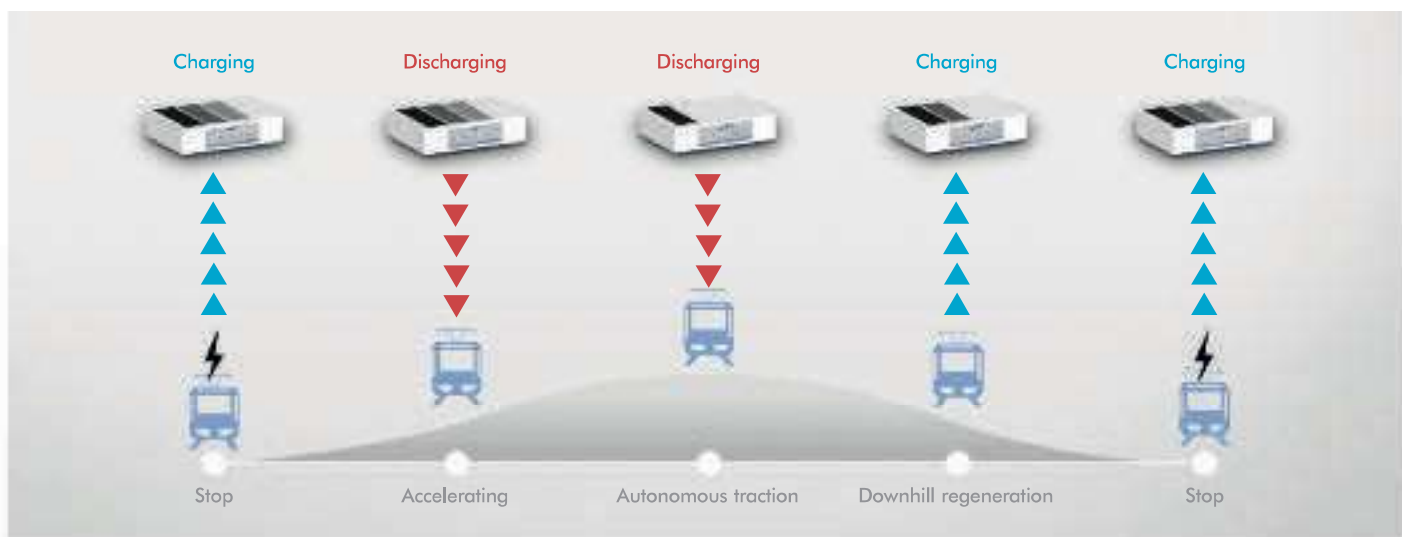 Charging
Discharging
Discharging
Charging
Charging
Stop
Accelerating
Autonomous traction
Downhill regeneration
Stop